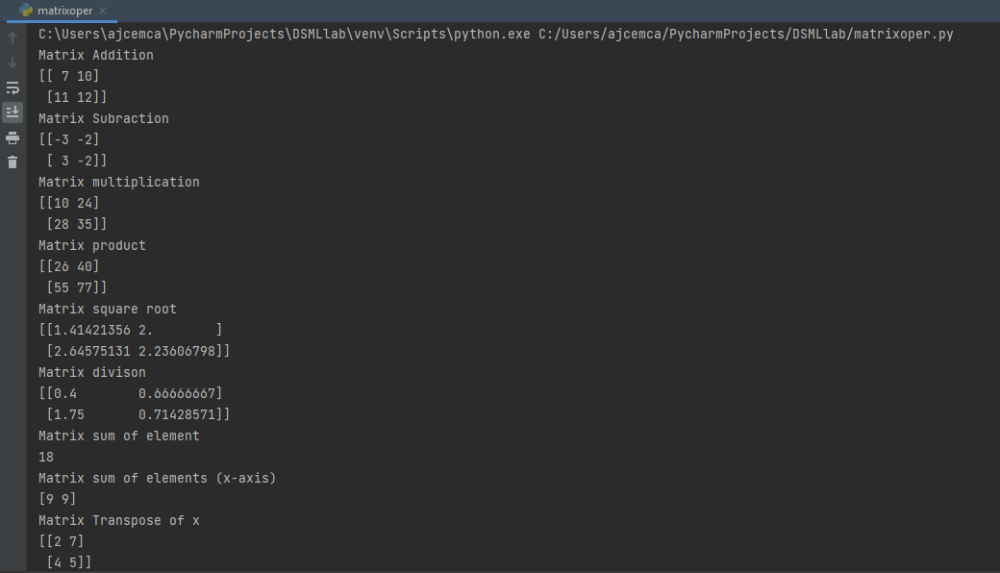 matrixoper
C:\Users\ajcemca\PycharmProjects\DSMLlab\venv\Scripts\python.exe C:/Users/ajcemca/PycharmProjects/DSMLlab/matrixoper.py
Matrix Addition
[[ 7 10]
 [11 12]]
Matrix Subraction
[[-3 -2]
 [ 3 -2]]
Matrix multiplication
[[10 24]
 [28 35]]
Matrix product
[[26 40]
 [55 77]]
Matrix square root
[[1.41421356 2.        ]
 [2.64575131 2.23606798]]
Matrix divison
[[0.4        0.66666667]
 [1.75       0.71428571]]
Matrix sum of element
18
Matrix sum of elements (x-axis)
[9 9]
Matrix Transpose of x
[[2 7]
 [4 5]]